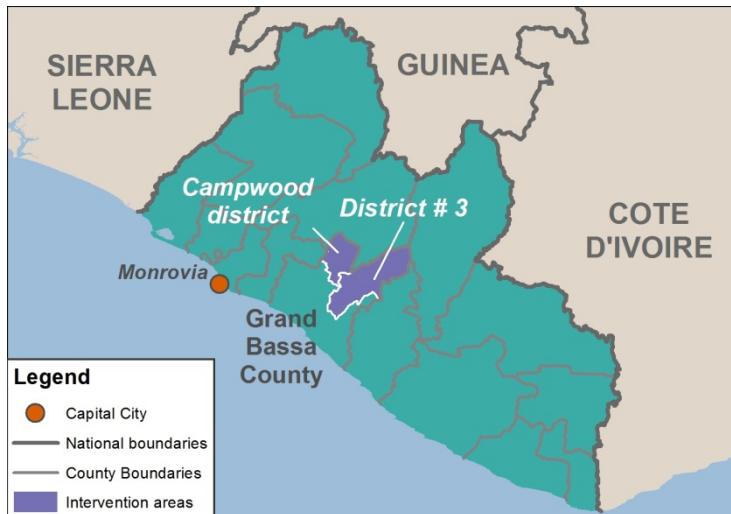 SIERRA
LEONE
GUINEA
Campwood
district
District # 3
COTE
D'IVOIRE
Monrovia
Grand
Bassa
County
Legend
Capital City
National boundaries
County Boundaries
Intervention areas